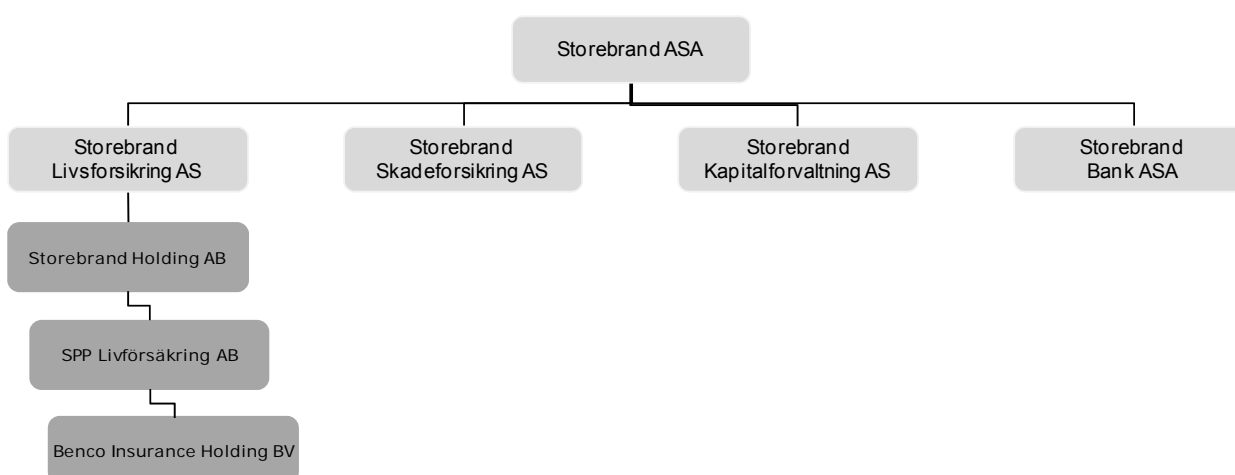 Storebrand ASA
Storebrand
Livsforsikring AS
Storebrand
Skadeforsikring AS
Storebrand
Kapitalforvaltning AS
Storebrand
Bank ASA
Storebrand Holding AB
SPP Livförsäkring AB
Benco Insurance Holding BV